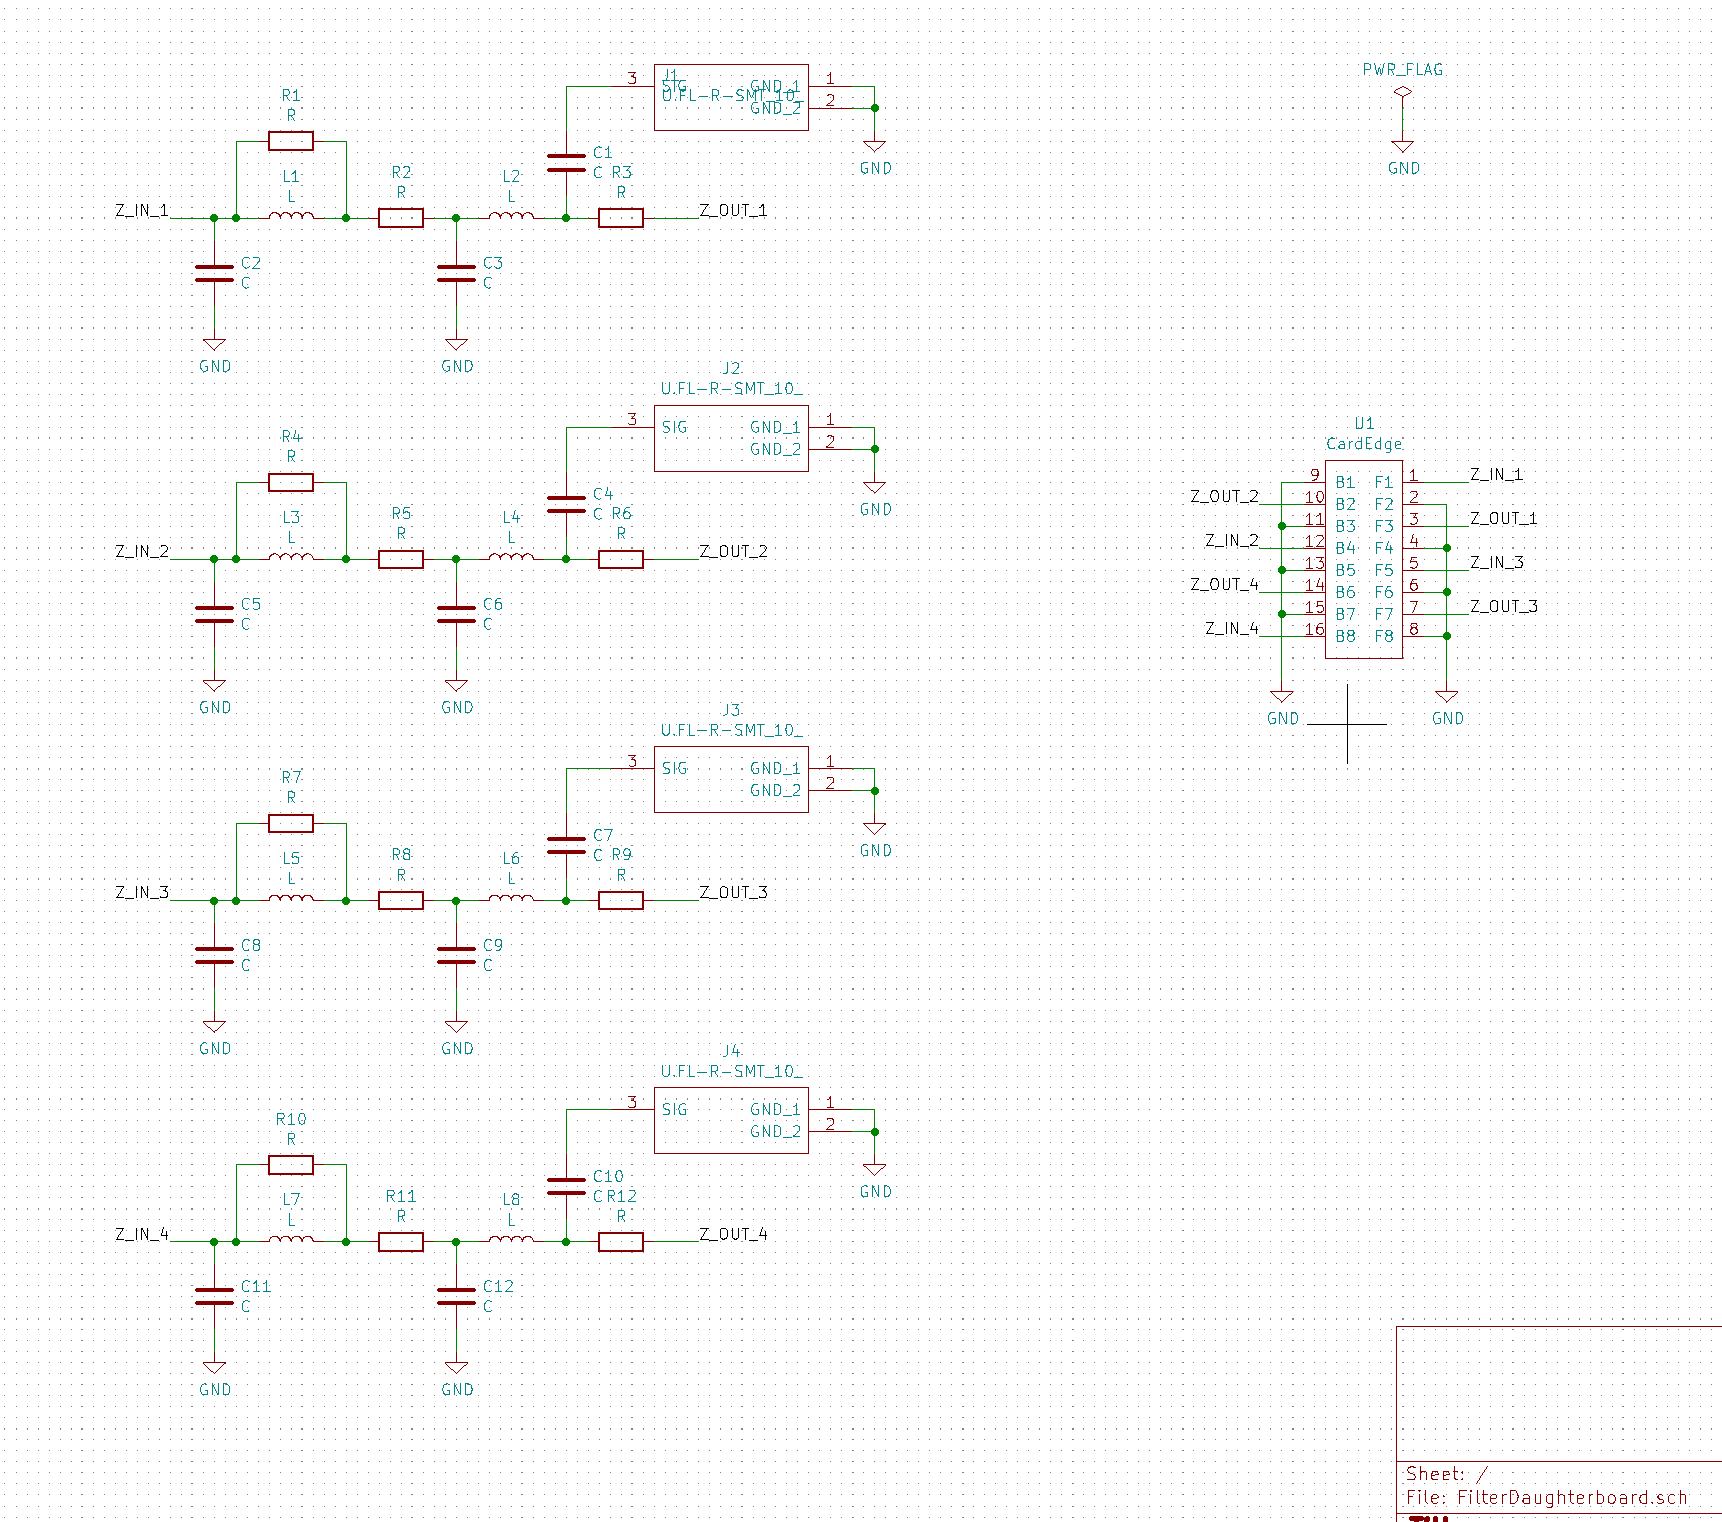 J1
SIG
U.FL-R-SMT_10_
3
GND_1
GND_2
1
2
GND
R1
R
L1
L
R2
R
L2
L
C1
C
R3
R
Z_IN_1
Z_OUT_1
C2
C
C3
C
GND
GND
J2
U.FL-R-SMT_10_
3
SIG
GND_1
GND_2
1
2
GND
R4
R
L3
L
R5
R
L4
L
C4
C
R6
R
Z_IN_2
Z_OUT_2
C5
C
C6
C
GND
GND
J3
U.FL-R-SMT_10_
3
SIG
GND_1
GND_2
1
2
GND
R7
R
L5
L
R8
R
L6
L
C7
C
R9
R
Z_IN_3
Z_OUT_3
C8
C
C9
C
GND
GND
J4
U.FL-R-SMT_10_
3
SIG
GND_1
GND_2
1
2
GND
R10
R
L7
L
R11
R
L8
L
C10
C
R12
R
Z_IN_4
Z_OUT_4
C11
C
C12
C
GND
GND
PWR_FLAG
GND
U1
CardEdge
9 B1 F1 1 Z_IN_1
Z_OUT_2 10 B2 F2 2
11 B3 F3 3 Z_OUT_1
Z_IN_2 12 B4 F4 4
13 B5 F5 5 Z_IN_3
Z_OUT_4 14 B6 F6 6
15 B7 F7 7 Z_OUT_3
Z_IN_4 16 B8 F8 8
GND
GND
Sheet: /
File: FilterDaughterboard.sch